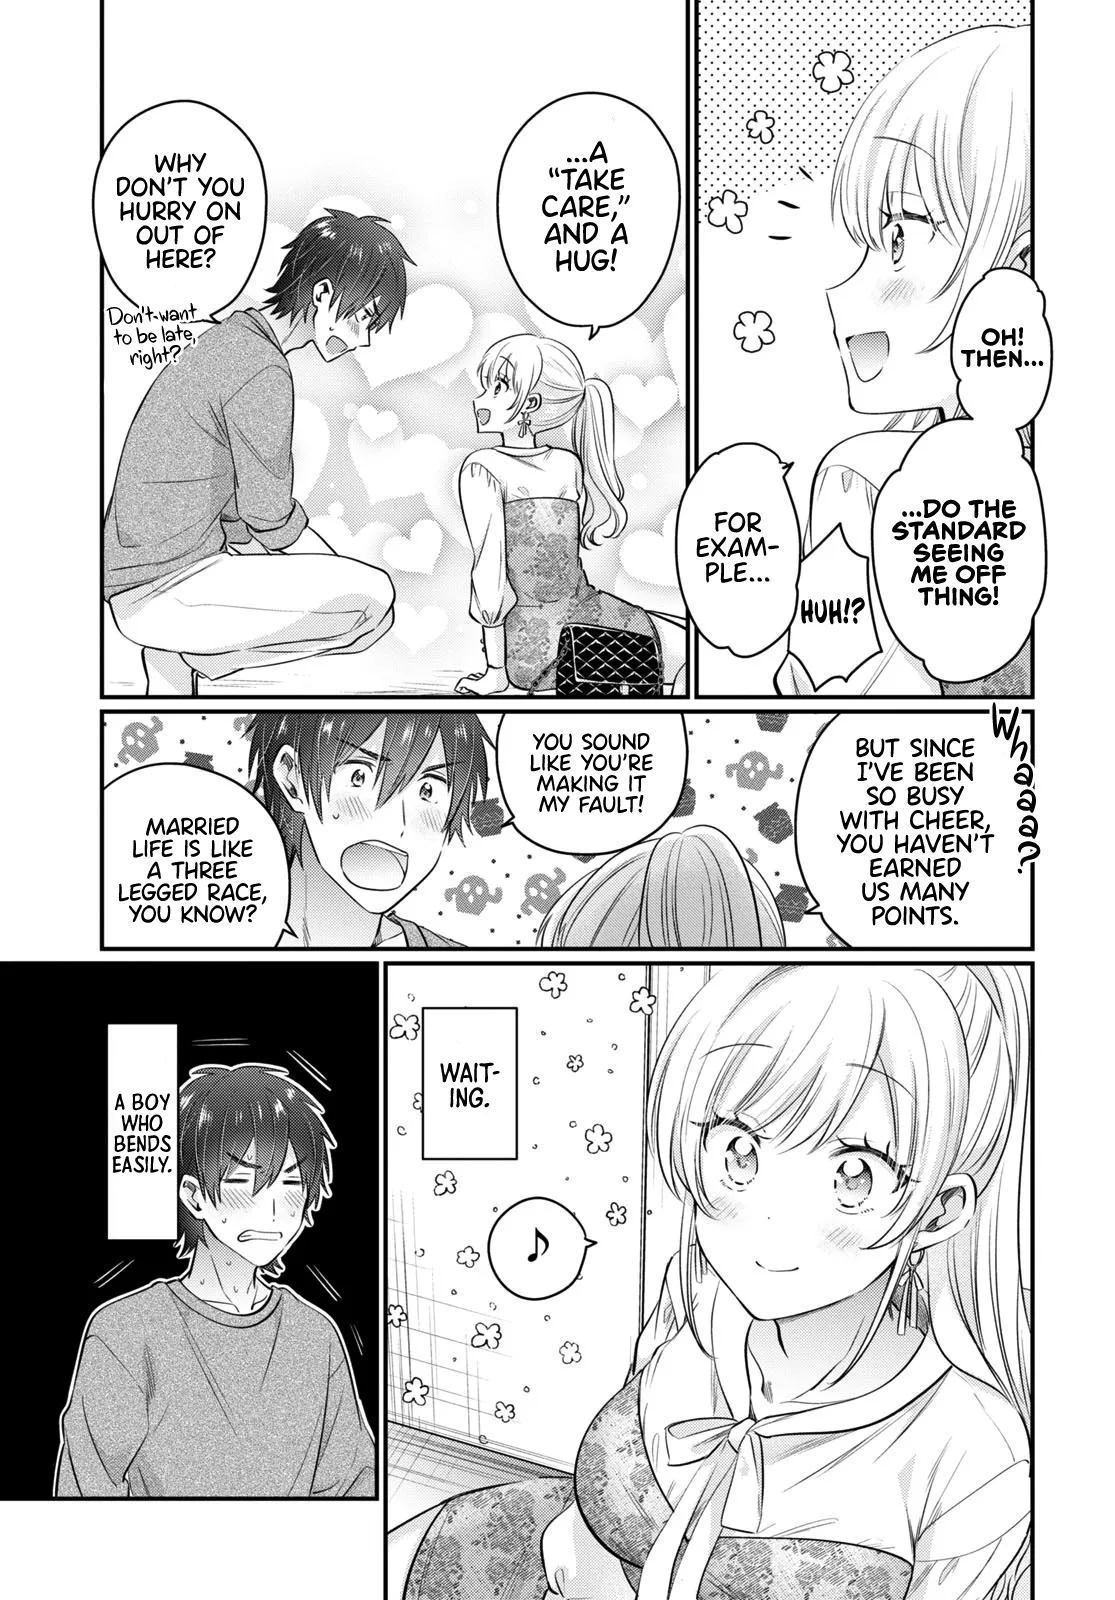 OH!
THEN...
...DO THE
STANDARD
SEEING
ME OFF
THING!
HUH!?
FOR
EXAM-
PLE...
...A
"TAKE
CARE,"
AND A
HUG!
WHY
DON'T YOU
HURRY ON
OUT OF
HERE?
Don't want
to be late,
right?
Whaaaa?
BUT SINCE
I'VE BEEN
SO BUSY
WITH CHEER,
YOU HAVEN'T
EARNED
US MANY
POINTS.
YOU SOUND
LIKE YOU'RE
MAKING IT
MY FAULT!
MARRIED
LIFE IS LIKE
A THREE
LEGGED RACE,
YOU KNOW?
WAIT-
ING.
A BOY
WHO
BENDS
EASILY.